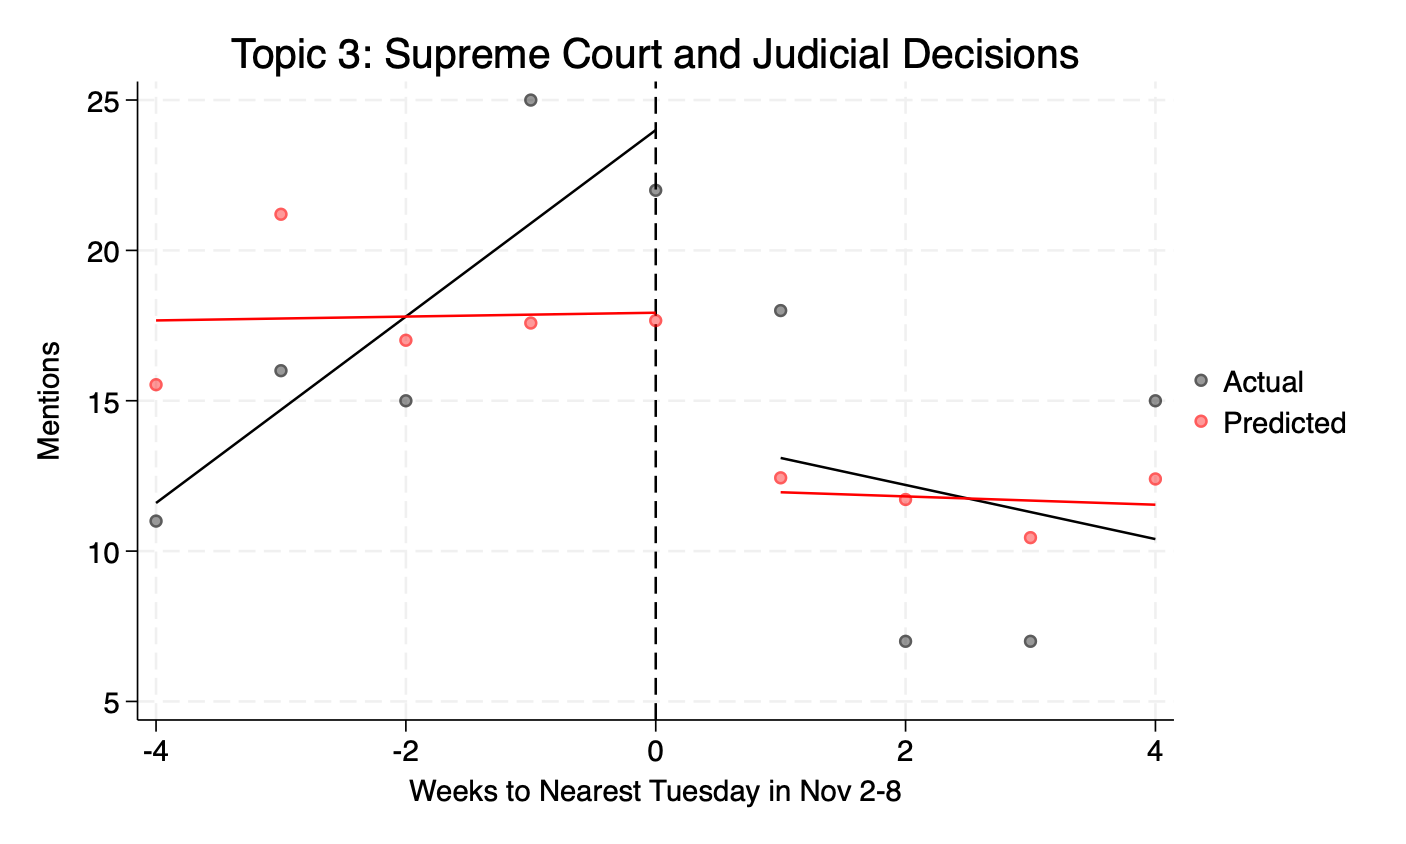 Topic 3: Supreme Court and Judicial Decisions
25
20
15
10
5
Mentions
-4
-2
0
2
4
Weeks to Nearest Tuesday in Nov 2-8
Actual
Predicted